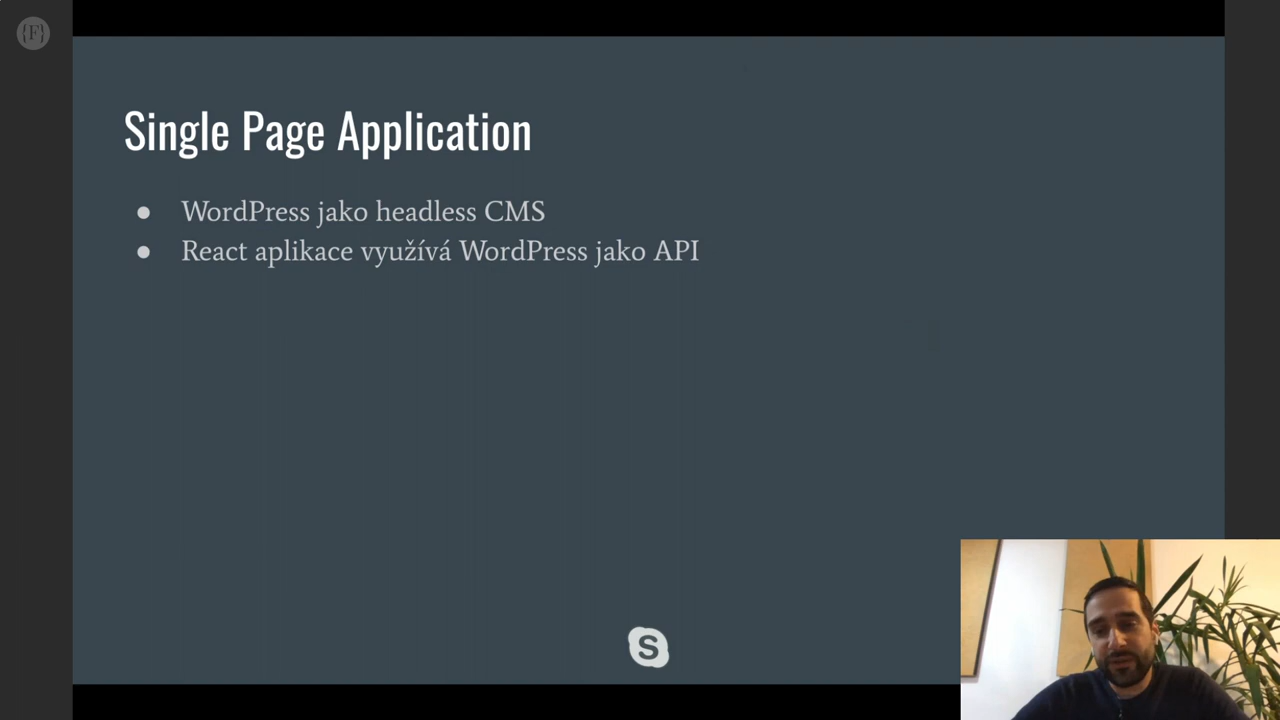 {F}
Single Page Application
● WordPress jako headless CMS
● React aplikace využívá WordPress jako API
S